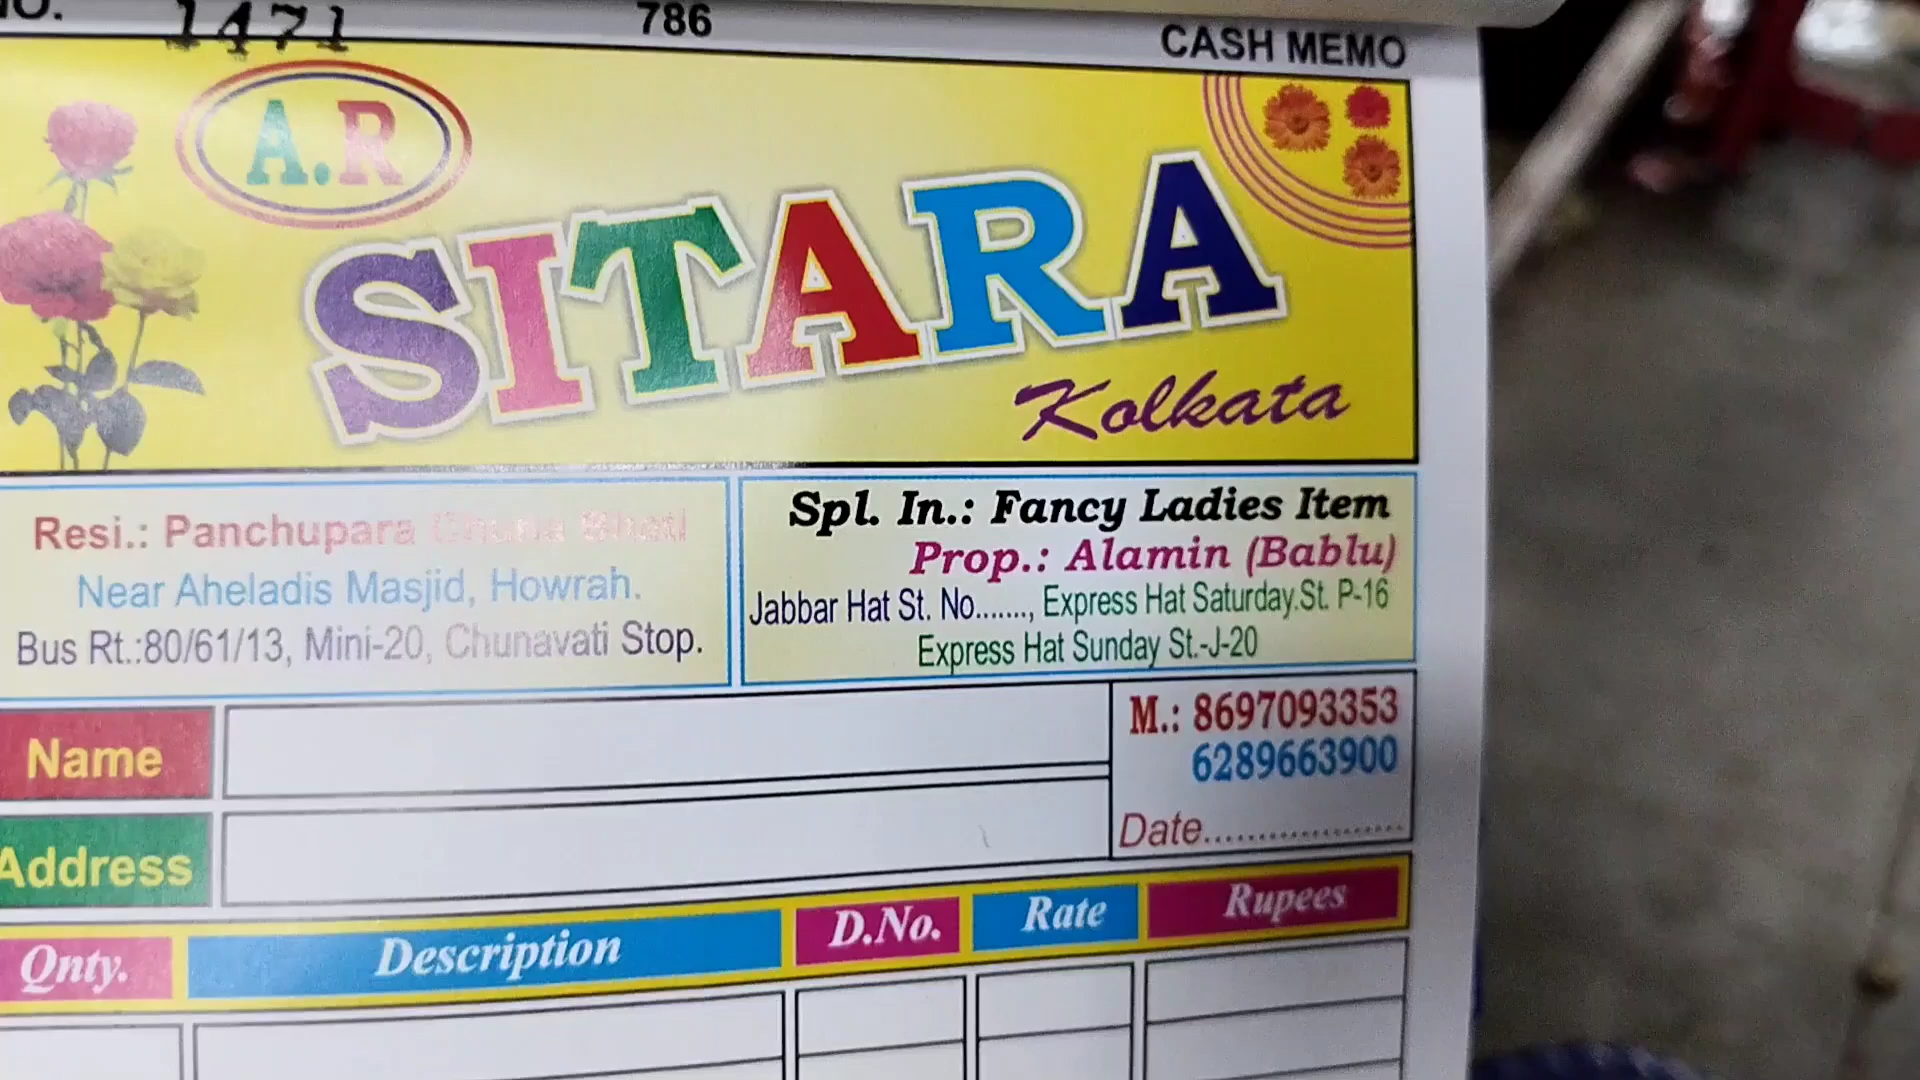 NO. 1471
786
CASH MEMO
A.R
SITARA
Kolkata
Resi.: Panchupara Chuna Bhati
Near Aheladis Masjid, Howrah.
Bus Rt.:80/61/13, Mini-20, Chunavati Stop.
Spl. In.: Fancy Ladies Item
Prop.: Alamin (Bablu)
Jabbar Hat St. No......., Express Hat Saturday.St. P-16
Express Hat Sunday St.-J-20
Name
M.: 8697093353
6289663900
Address
Date.....................
Qnty. Description D.No. Rate Rupees